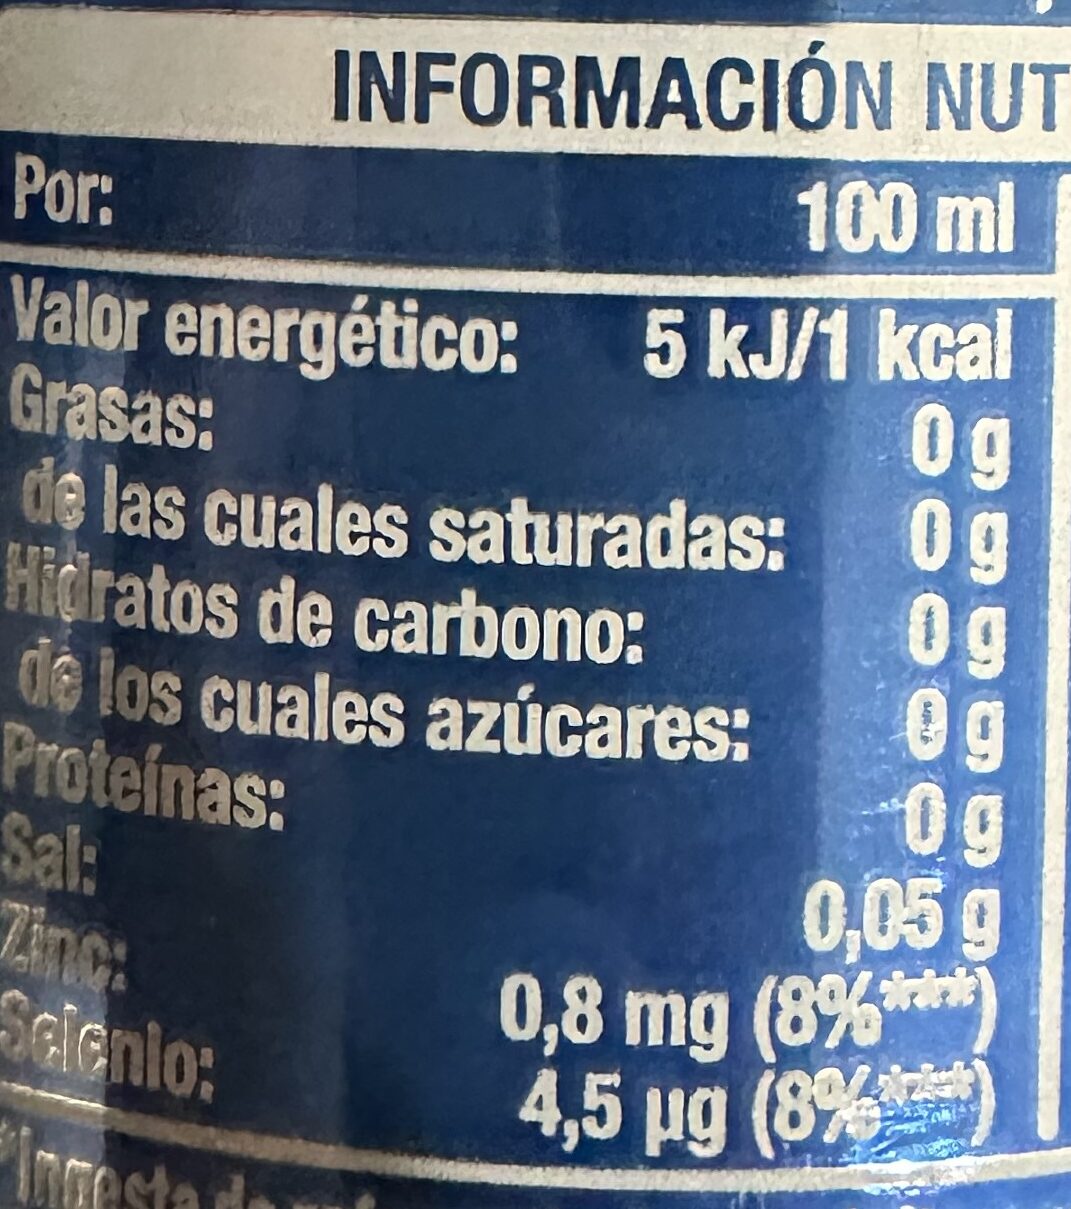 INFORMACIÓN NUT
Por: 100 ml
Valor energético: 5 kJ/1 kcal
Grasas: 0 g
de las cuales saturadas: 0 g
Hidratos de carbono: 0 g
de los cuales azúcares: 0 g
Proteínas: 0 g
Sal: 0,05 g
Zinc: 0,8 mg (8%***)
Selenio: 4,5 µg (8%***)
*Ingesta de